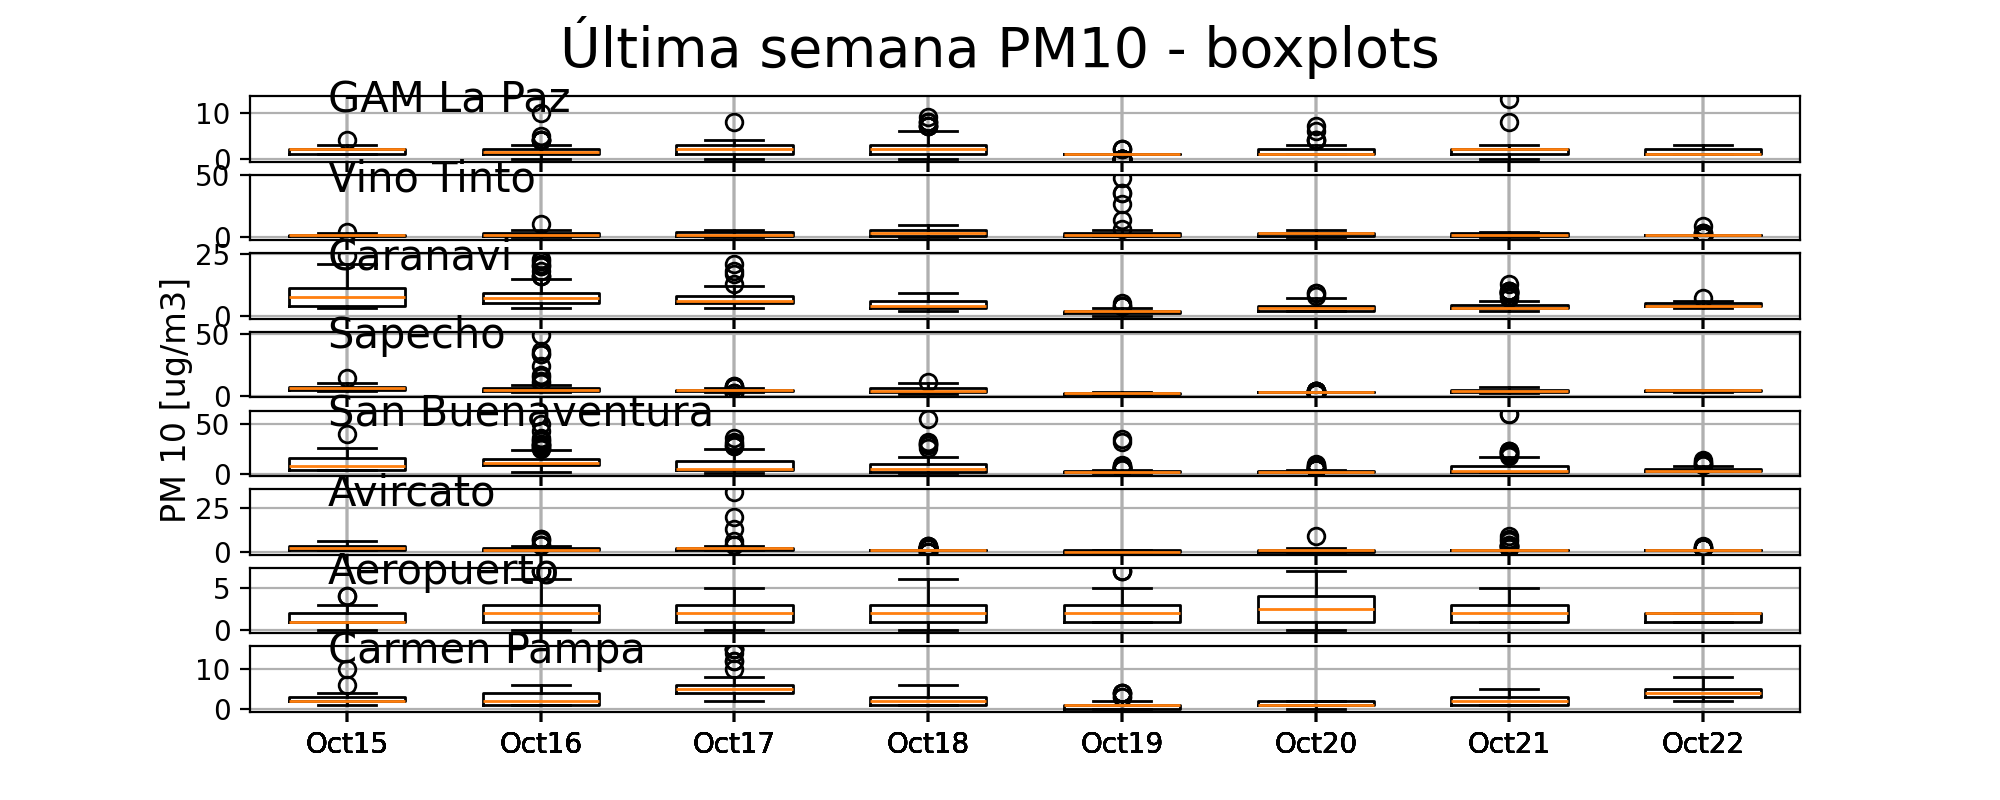 Última semana PM10 - boxplots
GAM La Paz
10
0
Vino Tinto
50
0
Caranavi
25
0
Sapecho
50
0
San Buenaventura
50
0
Avircato
25
0
Aeropuerto
5
0
Carmen Pampa
10
0
PM 10 [ug/m3]
Oct15 Oct16 Oct17 Oct18 Oct19 Oct20 Oct21 Oct22